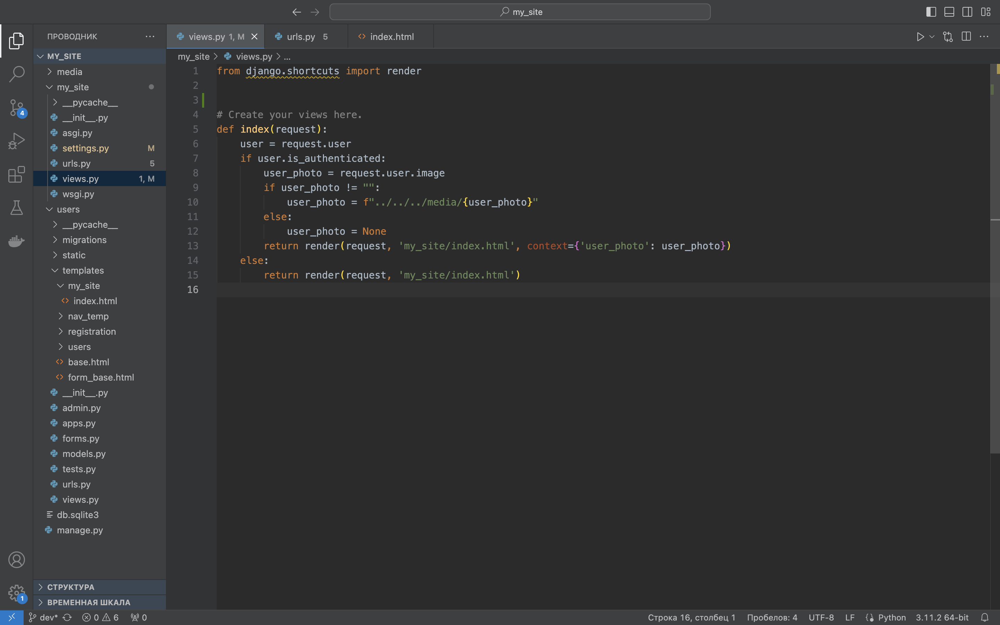 my_site
ПРОВОДНИК
MY_SITE
media
my_site
__pycache__
__init__.py
asgi.py
settings.py M
urls.py 5
views.py 1, M
wsgi.py
users
__pycache__
migrations
static
templates
my_site
index.html
nav_temp
registration
users
base.html
form_base.html
__init__.py
admin.py
apps.py
forms.py
models.py
tests.py
urls.py
views.py
db.sqlite3
manage.py
СТРУКТУРА
ВРЕМЕННАЯ ШКАЛА
4
1
views.py 1, M
urls.py 5
index.html
my_site > views.py > ...
1 from django.shortcuts import render
2
3
4 # Create your views here.
5 def index(request):
6     user = request.user
7     if user.is_authenticated:
8         user_photo = request.user.image
9         if user_photo != "":
10             user_photo = f"../../../media/{user_photo}"
11         else:
12             user_photo = None
13         return render(request, 'my_site/index.html', context={'user_photo': user_photo})
14     else:
15         return render(request, 'my_site/index.html')
16
dev* 0 6 0
Строка 16, столбец 1 Пробелов: 4 UTF-8 LF Python 3.11.2 64-bit